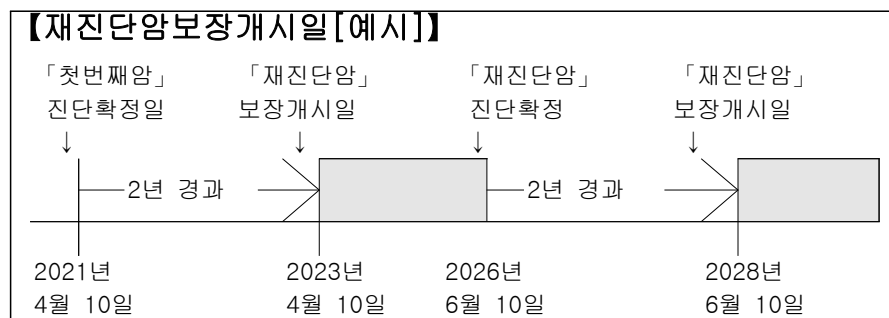 【재진단암보장개시일[예시]】
「첫번째암」 「재진단암」 「재진단암」 「재진단암」
진단확정일 보장개시일 진단확정 보장개시일
↓ ↓ ↓ ↓
2년 경과 2년 경과
2021년 2023년 2026년 2028년
4월 10일 4월 10일 6월 10일 6월 10일